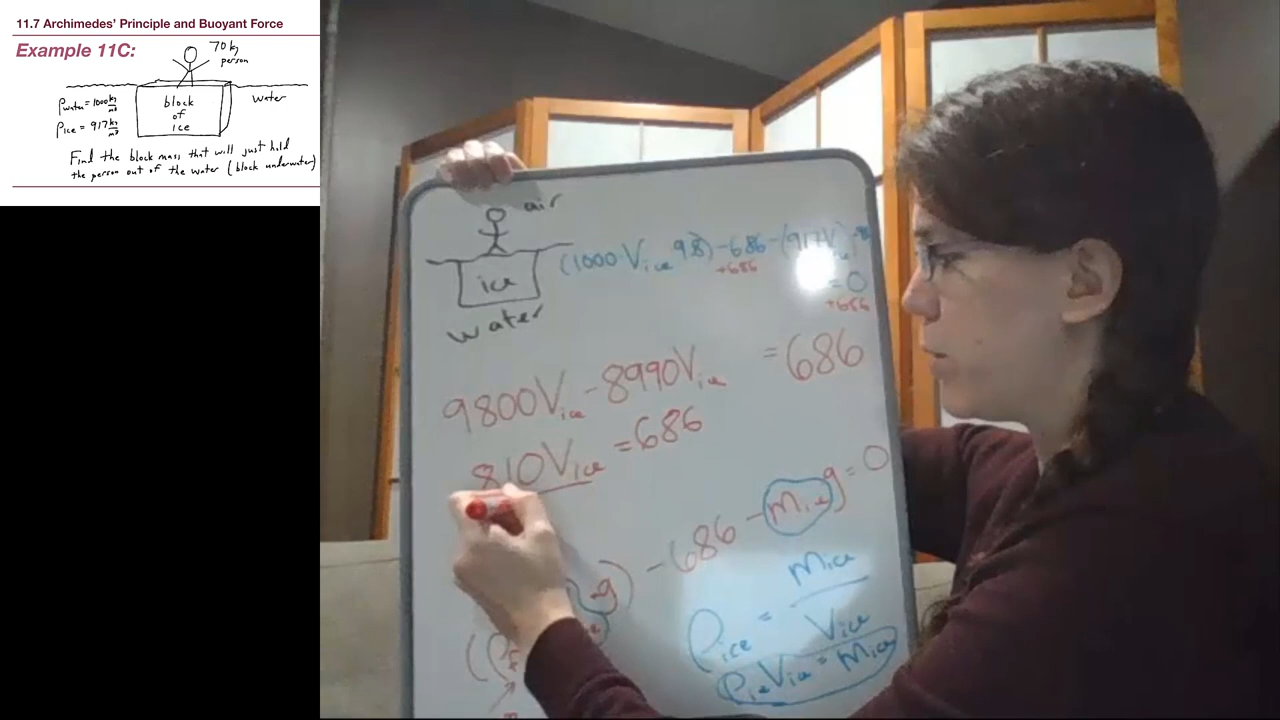 11.7 Archimedes' Principle and Buoyant Force
Example 11C:
70 kg
person
ρwater = 1000 kg/m3
ρice = 917 kg/m3
block
of
ice
water
Find the block mass that will just hold
the person out of the water (block underwater)
air
ice
water
(1000·Vice 9.8) - 686 - (917V
+686
= 0
+686
9800Vice - 8990Vice = 686
810Vice = 686
g) - 686 - miceg = 0
ρice = mice/Vice
ρiceVice = mice